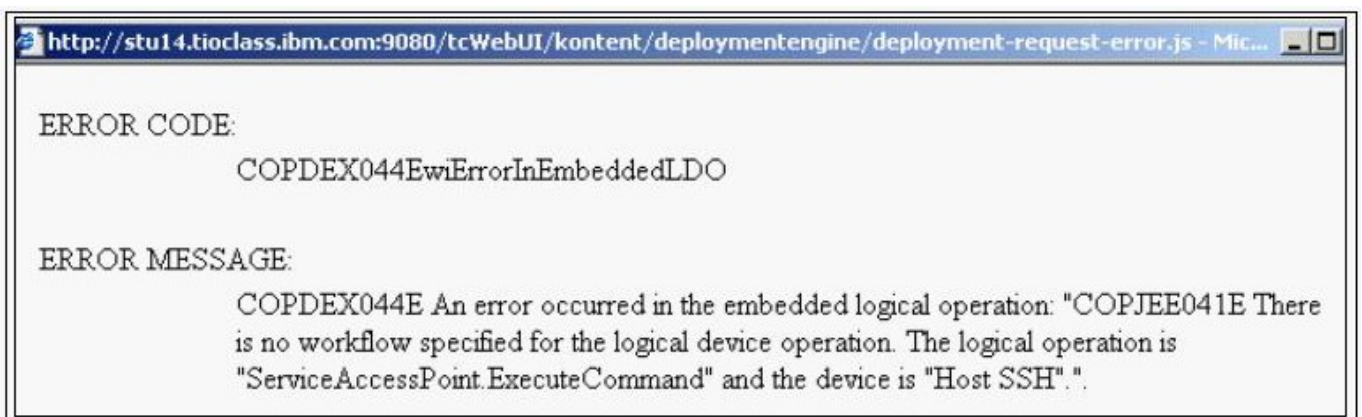 http://stu14.tioclass.ibm.com:9080/tcWebUI/kontent/deploymentengine/deployment-request-error.js - Mic...
ERROR CODE:
COPDEX044EwiErrorInEmbeddedLDO
ERROR MESSAGE:
COPDEX044E An error occurred in the embedded logical operation: "COPJEE041E There
is no workflow specified for the logical device operation. The logical operation is
"ServiceAccessPoint.ExecuteCommand" and the device is "Host SSH".".